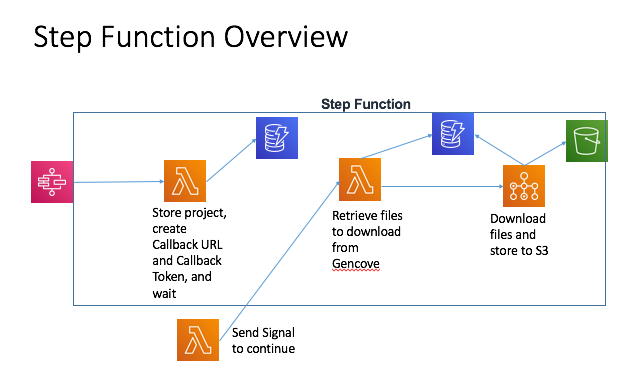 Step Function Overview
Step Function
Store project,
create
Callback URL
and Callback
Token, and
wait
Retrieve files
to download
from
Gencove
Download
files and
store to S3
Send Signal
to continue